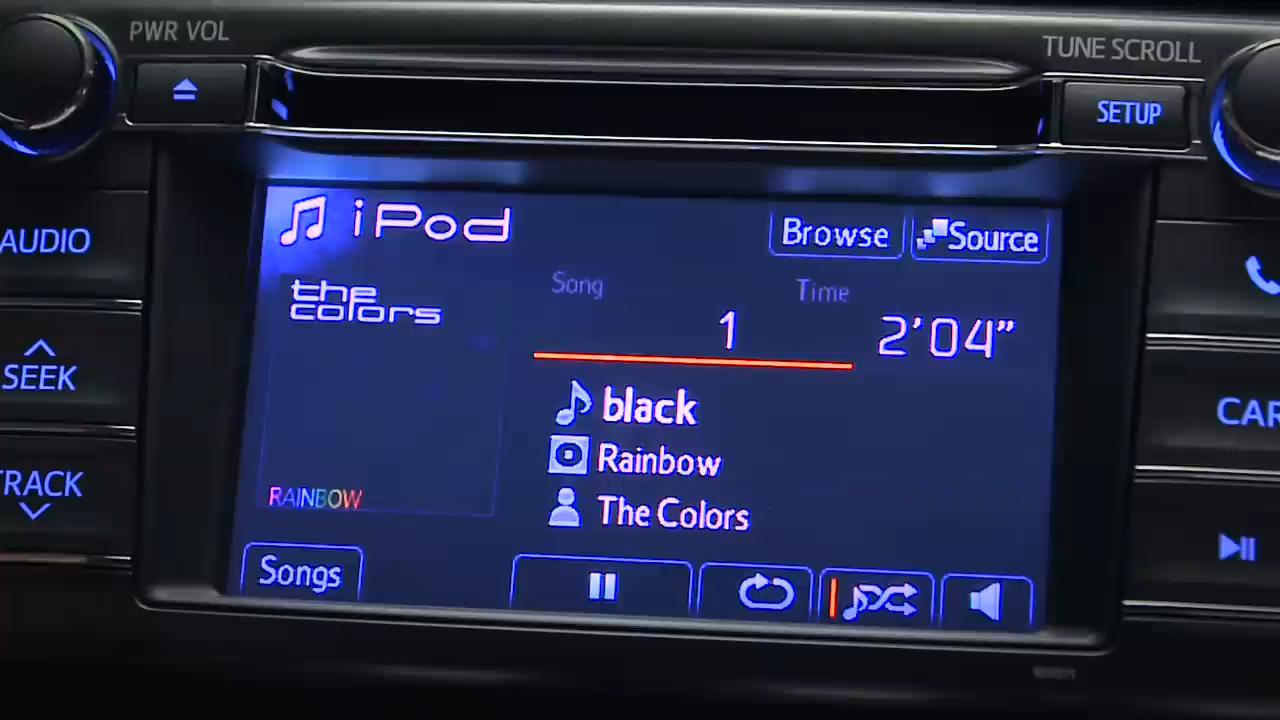 PWR VOL
TUNE SCROLL
SETUP
AUDIO
SEEK
TRACK
CAR
iPod
Browse
Source
the
colors
RAINBOW
Song
Time
1
2'04"
black
Rainbow
The Colors
Songs